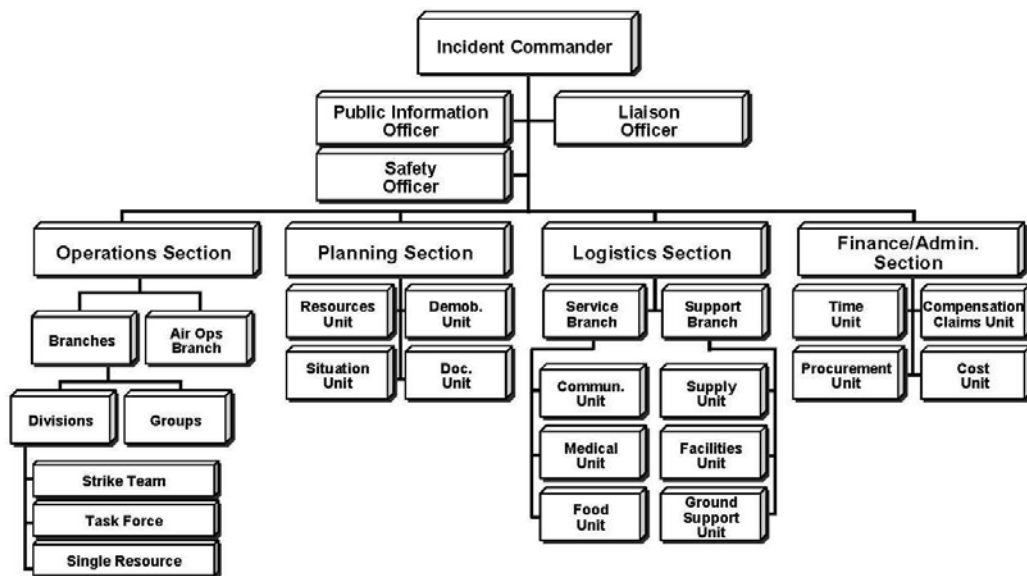 Incident Commander
Public Information
Officer
Liaison
Officer
Safety
Officer
Operations Section
Planning Section
Logistics Section
Finance/Admin.
Section
Branches
Air Ops
Branch
Divisions
Groups
Strike Team
Task Force
Single Resource
Resources
Unit
Demob.
Unit
Situation
Unit
Doc.
Unit
Service
Branch
Support
Branch
Commun.
Unit
Supply
Unit
Medical
Unit
Facilities
Unit
Food
Unit
Ground
Support
Unit
Time
Unit
Compensation
Claims Unit
Procurement
Unit
Cost
Unit